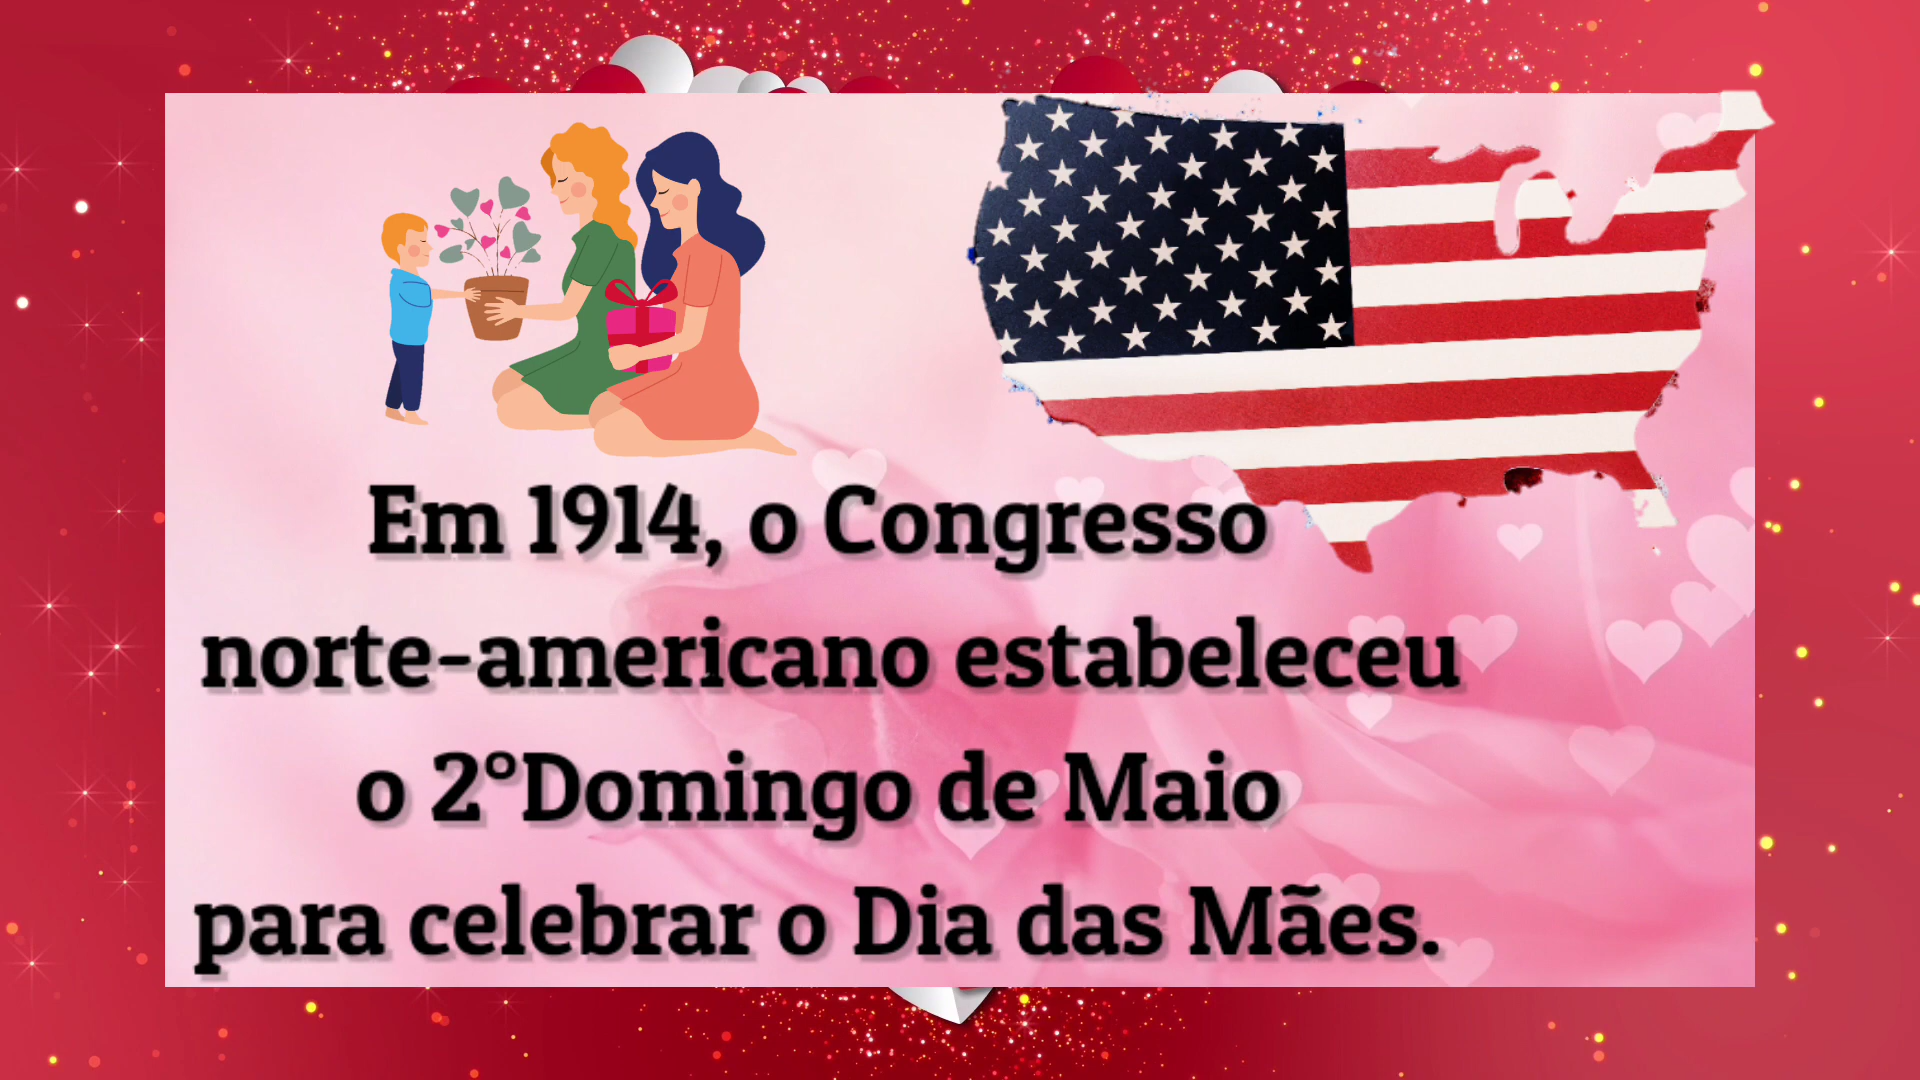 Em 1914, o Congresso
norte-americano estabeleceu
o 2°Domingo de Maio
para celebrar o Dia das Mães.